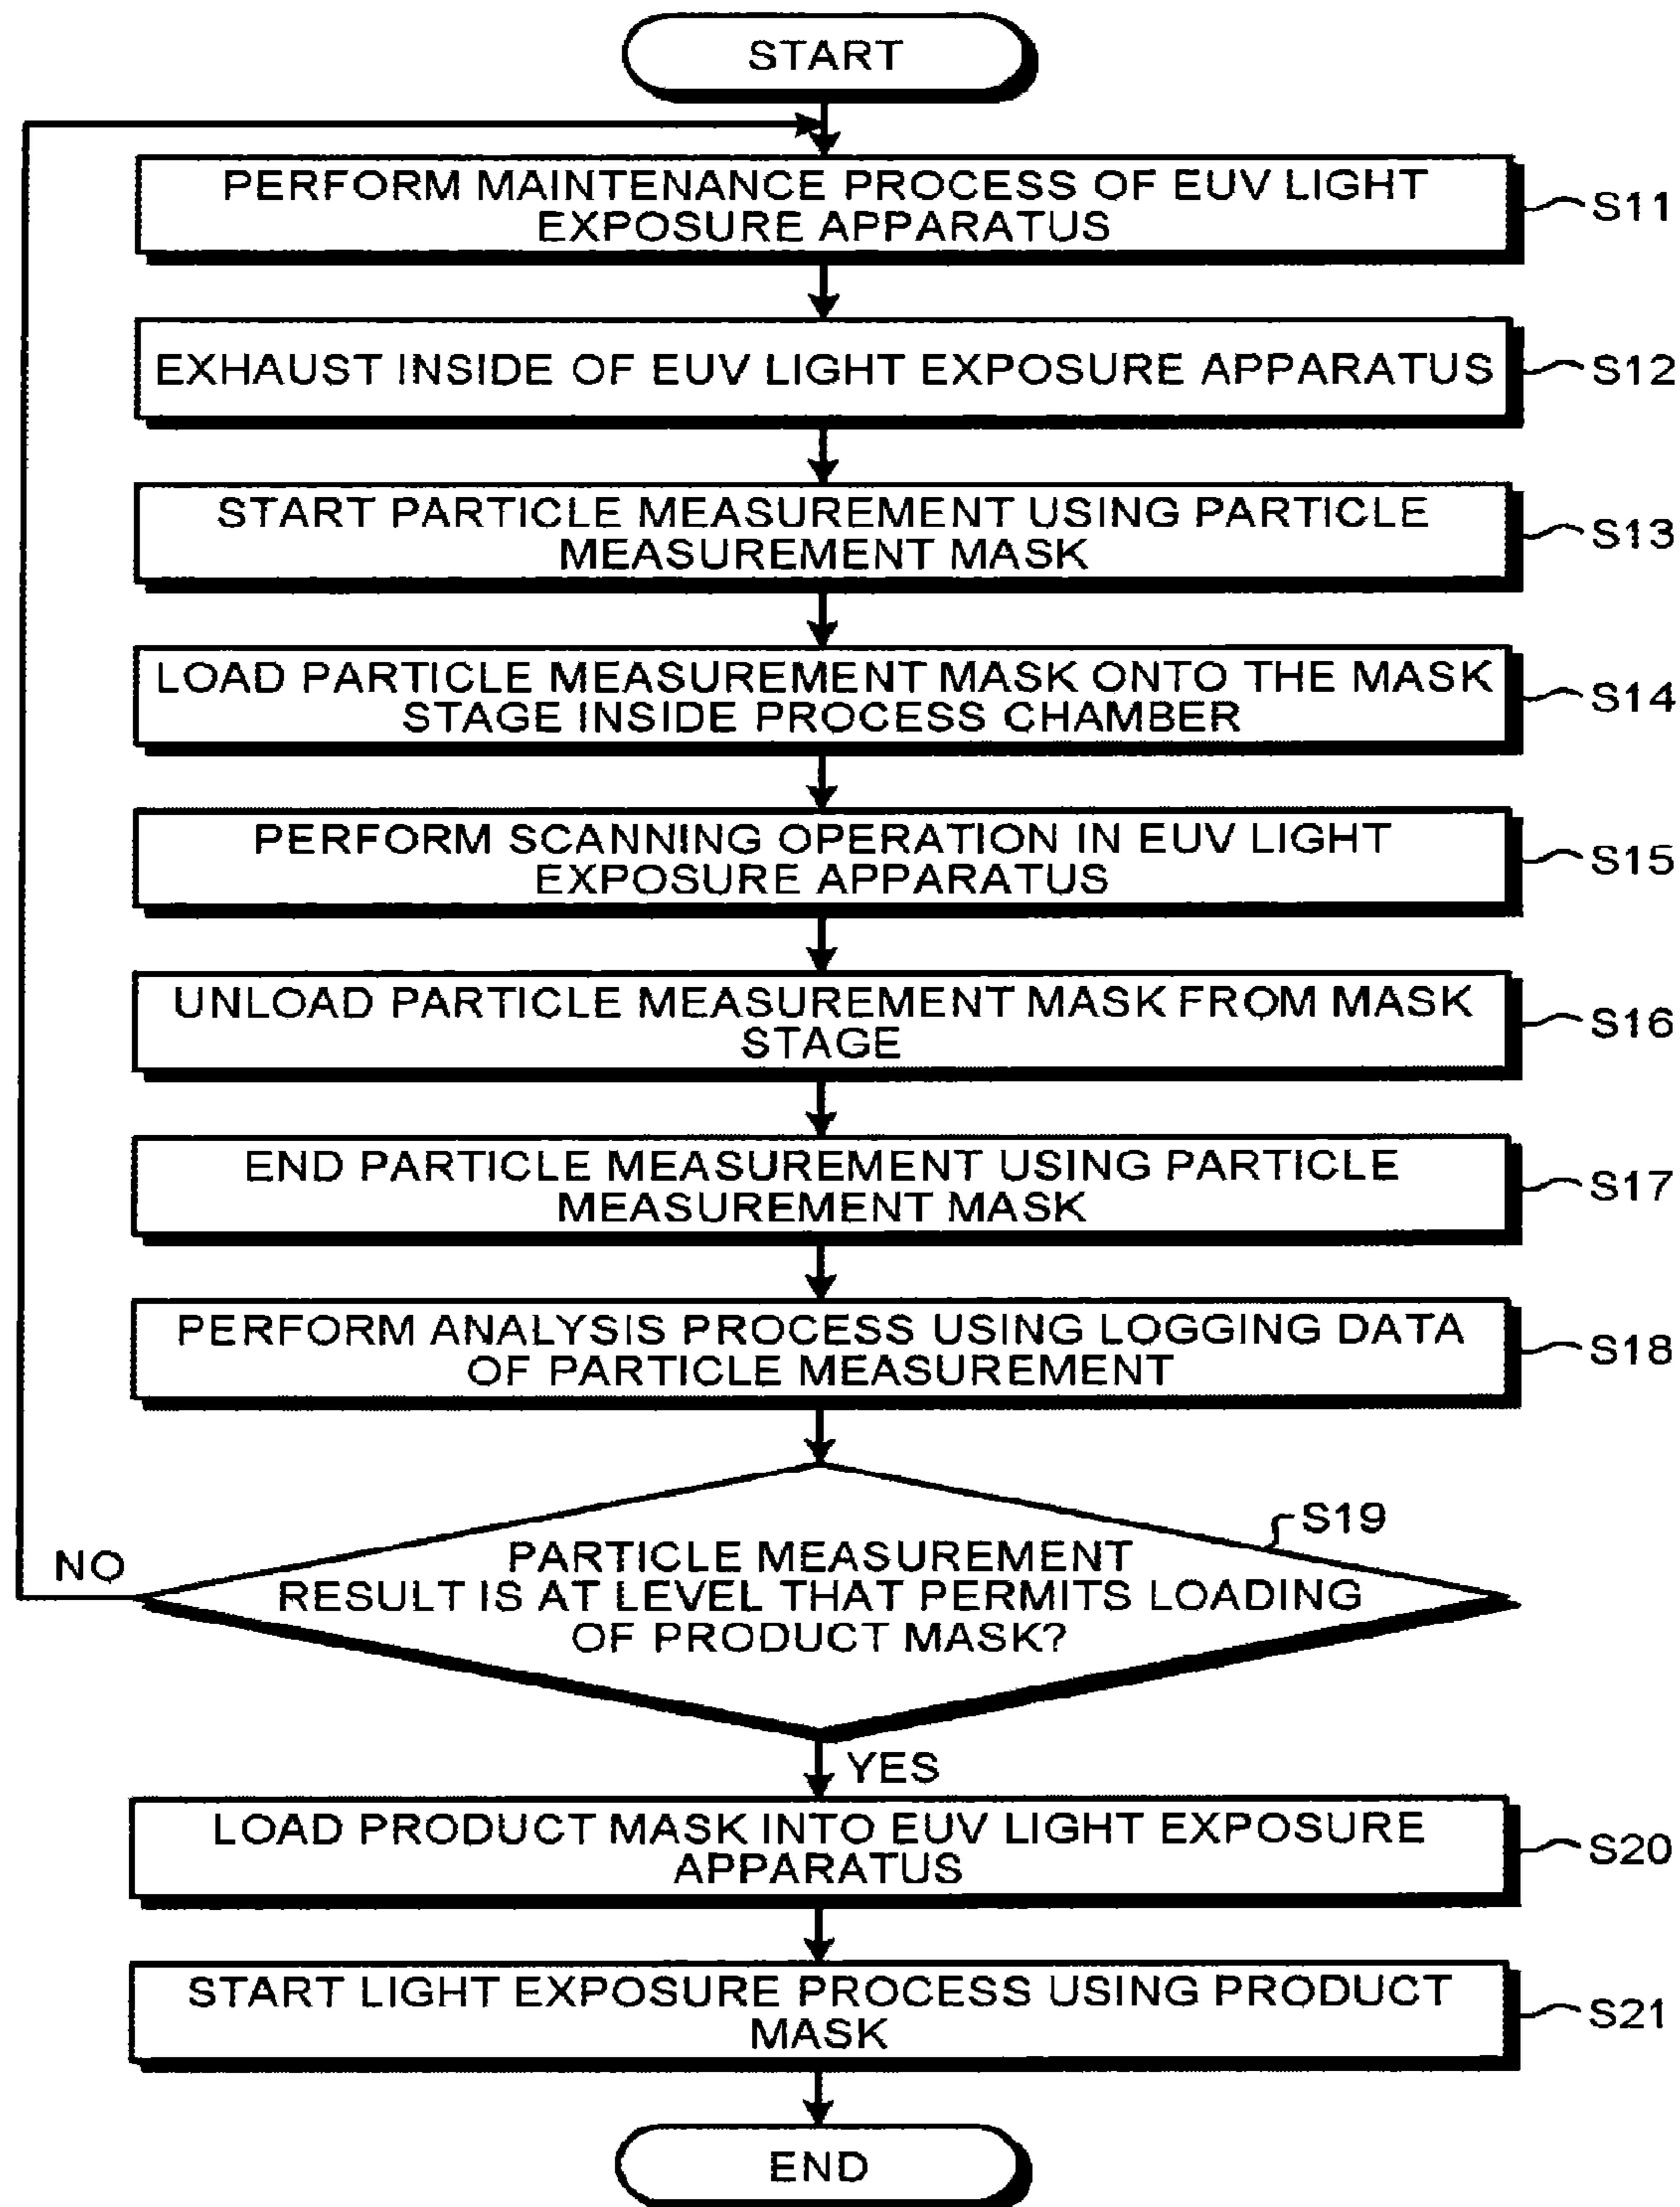 START
PERFORM MAINTENANCE PROCESS OF EUV LIGHT
EXPOSURE APPARATUS
S11
EXHAUST INSIDE OF EUV LIGHT EXPOSURE APPARATUS
S12
START PARTICLE MEASUREMENT USING PARTICLE
MEASUREMENT MASK
S13
LOAD PARTICLE MEASUREMENT MASK ONTO THE MASK
STAGE INSIDE PROCESS CHAMBER
S14
PERFORM SCANNING OPERATION IN EUV LIGHT
EXPOSURE APPARATUS
S15
UNLOAD PARTICLE MEASUREMENT MASK FROM MASK
STAGE
S16
END PARTICLE MEASUREMENT USING PARTICLE
MEASUREMENT MASK
S17
PERFORM ANALYSIS PROCESS USING LOGGING DATA
OF PARTICLE MEASUREMENT
S18
S19
NO
PARTICLE MEASUREMENT
RESULT IS AT LEVEL THAT PERMITS LOADING
OF PRODUCT MASK?
YES
LOAD PRODUCT MASK INTO EUV LIGHT EXPOSURE
APPARATUS
S20
START LIGHT EXPOSURE PROCESS USING PRODUCT
MASK
S21
END